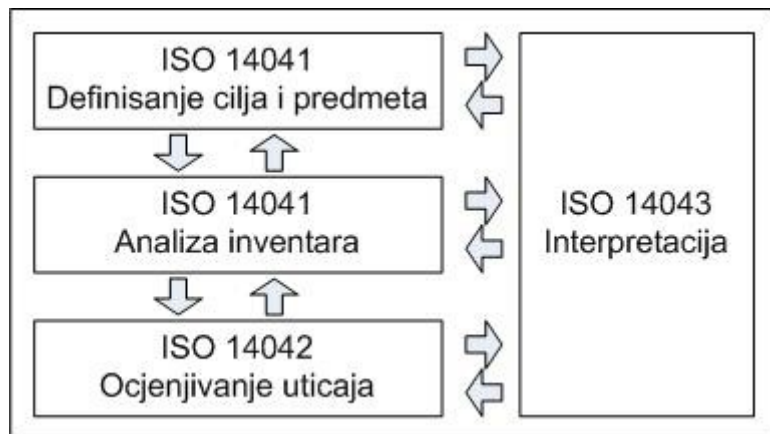 ISO 14041
Definisanje cilja i predmeta
ISO 14041
Analiza inventara
ISO 14042
Ocjenjivanje uticaja
ISO 14043
Interpretacija